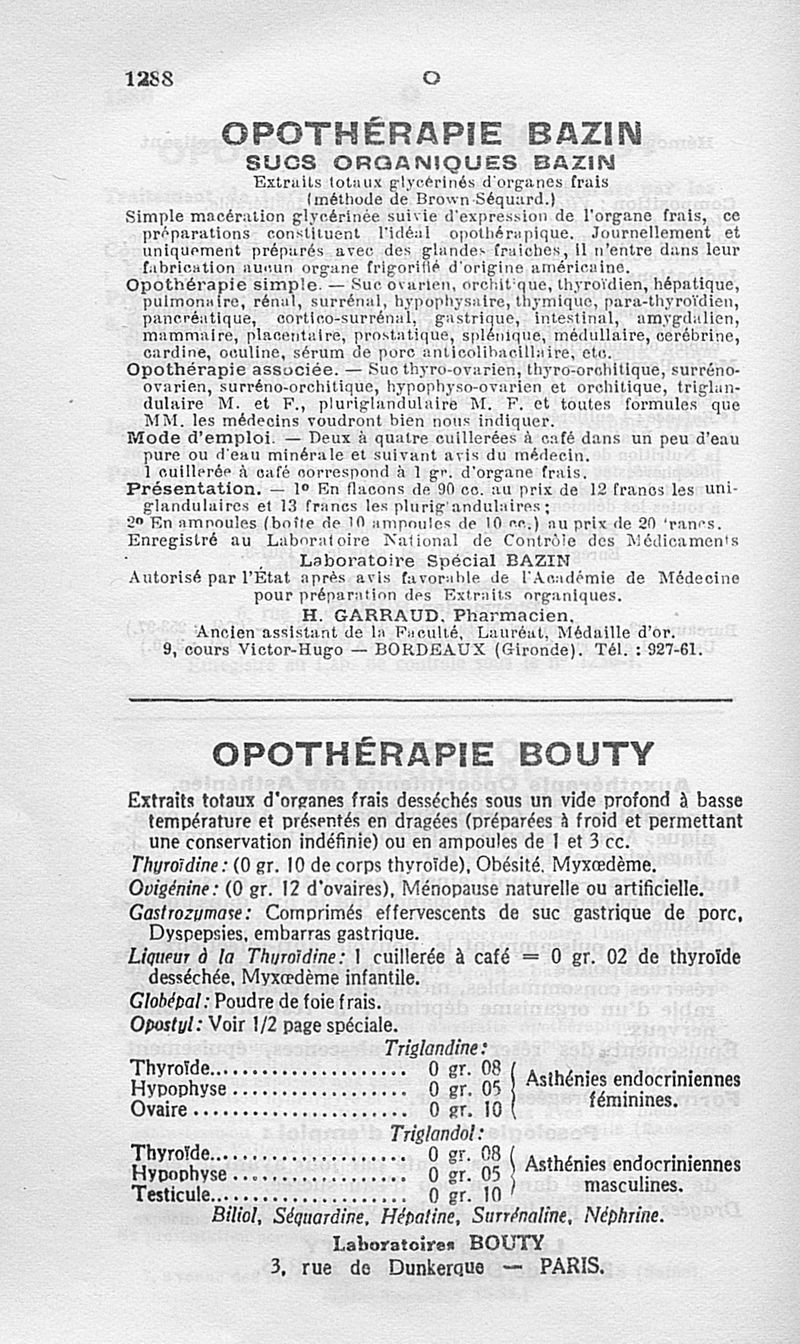 1288
O
OPOTHÉRAPIE BAZIN
SUCS ORGANIQUES BAZIN
Extraits totaux glycérinés d'organes frais
(méthode de Brown-Séquard.)
Simple macération glycérinée suivie d'expression de l'organe frais, ce
préparations constituent l'idéal opothérapique. Journellement et
uniquement préparés avec des glandes fraiches, il n'entre dans leur
fabrication aucun organe frigorifié d'origine américaine.
Opothérapie simple. — Suc ovarien, orchitique, thyroïdien, hépatique,
pulmonaire, rénal, surrénal, hypophysaire, thymique, para-thyroïdien,
pancréatique, cortico-surrénal, gastrique, intestinal, amygdalien,
mammaire, placentaire, prostatique, splénique, médullaire, cérébrine,
cardine, oculine, sérum de porc anticolibacillaire, etc.
Opothérapie associée. — Suc thyro-ovarien, thyro-orchitique, surréno-
ovarien, surréno-orchitique, hypophyso-ovarien et orchitique, triglan-
dulaire M. et F., pluriglandulaire M. F. et toutes formules que
MM. les médecins voudront bien nous indiquer.
Mode d'emploi. — Deux à quatre cuillerées à café dans un peu d'eau
pure ou d'eau minérale et suivant avis du médecin.
1 cuillerée à café correspond à 1 gr. d'organe frais.
Présentation. — 1º En flacons de 90 cc. au prix de 12 francs les uni-
glandulaires et 13 francs les pluriglandulaires;
2º En ampoules (boîte de 10 ampoules de 10 cc.) au prix de 20 francs.
Enregistré au Laboratoire National de Contrôle des Médicaments
Laboratoire Spécial BAZIN
Autorisé par l'État après avis favorable de l'Académie de Médecine
pour préparation des Extraits organiques.
H. GARRAUD, Pharmacien,
Ancien assistant de la Faculté, Lauréat, Médaille d'or.
9, cours Victor-Hugo — BORDEAUX (Gironde). Tél. : 927-61.
OPOTHÉRAPIE BOUTY
Extraits totaux d'organes frais desséchés sous un vide profond à basse
température et présentés en dragées (préparées à froid et permettant
une conservation indéfinie) ou en ampoules de 1 et 3 cc.
Thyroïdine : (0 gr. 10 de corps thyroïde), Obésité, Myxœdème.
Ovigénine : (0 gr. 12 d'ovaires), Ménopause naturelle ou artificielle.
Gastrozymase : Comprimés effervescents de suc gastrique de porc,
Dyspepsies, embarras gastrique.
Liqueur à la Thyroïdine : 1 cuillerée à café = 0 gr. 02 de thyroïde
desséchée, Myxœdème infantile.
Globépal : Poudre de foie frais.
Opostyl : Voir 1/2 page spéciale.
Triglandine :
Thyroïde.................... 0 gr. 08
Hypophyse .................. 0 gr. 05
Ovaire ...................... 0 gr. 10
Asthénies endocriniennes
féminines.
Triglandol :
Thyroïde.................... 0 gr. 08
Hypophyse .................. 0 gr. 05
Testicule.................... 0 gr. 10
Asthénies endocriniennes
masculines.
Biliol, Séquardine, Hépatine, Surrénaline, Néphrine.
Laboratoires BOUTY
3, rue de Dunkerque — PARIS.